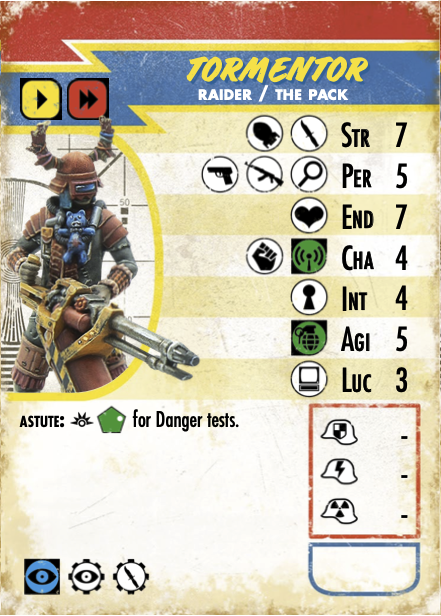 TORMENTOR
RAIDER / THE PACK
STR 7
PER 5
END 7
50
CHA 4
INT 4
AGI 5
LUC 3
ASTUTE: for Danger tests.
-
-
-